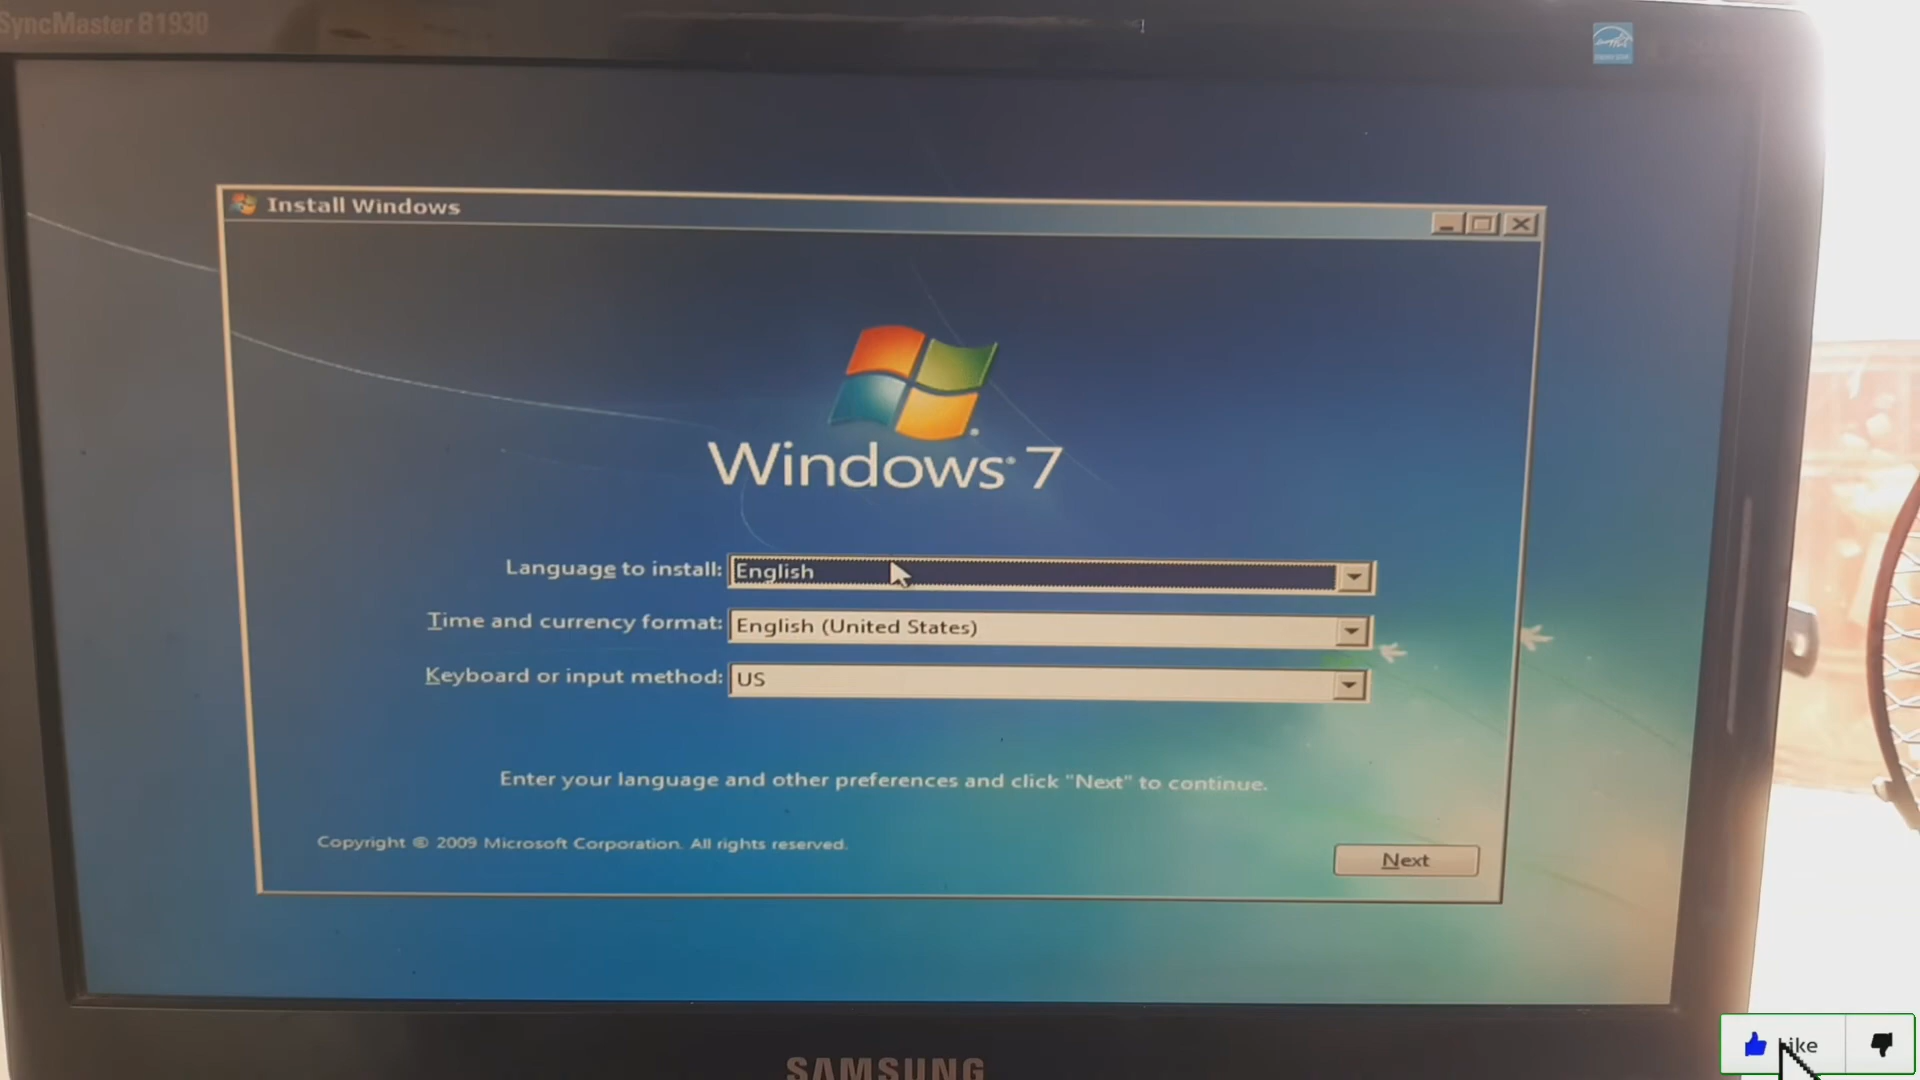 SyncMaster B1930
Install Windows
Windows® 7
Language to install: English
Time and currency format: English (United States)
Keyboard or input method: US
Enter your language and other preferences and click "Next" to continue.
Copyright © 2009 Microsoft Corporation. All rights reserved.
Next
SAMSUNG
Like